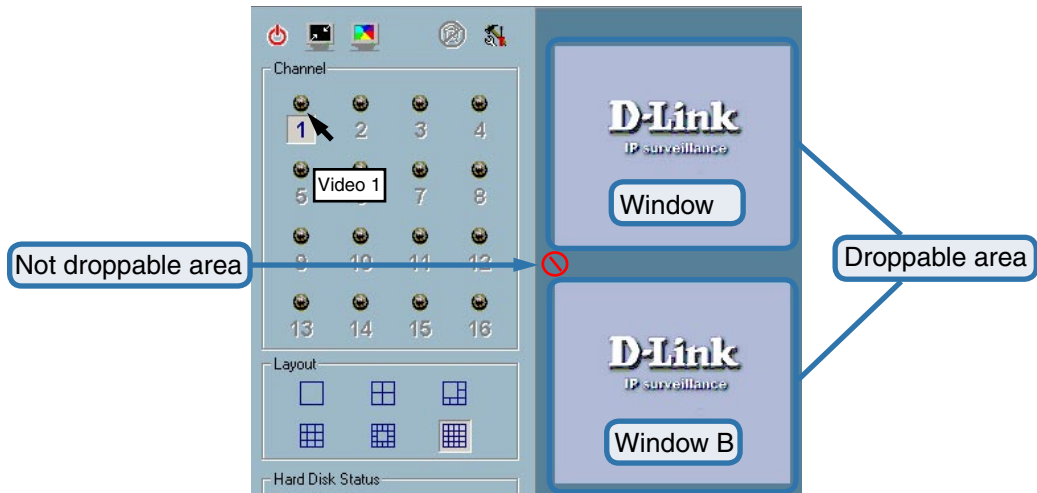 Channel
1 2 3 4
Video 1
5 7 8
9 10 11 12
13 14 15 16
Layout
Hard Disk Status
D-Link
IP surveillance
Window
Not droppable area
Droppable area
D-Link
IP surveillance
Window B